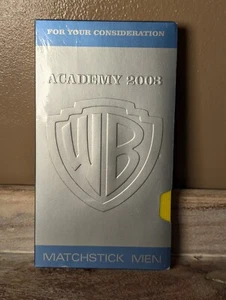 FOR YOUR CONSIDERATION
ACADEMY 2003
WB
MATCHSTICK MEN